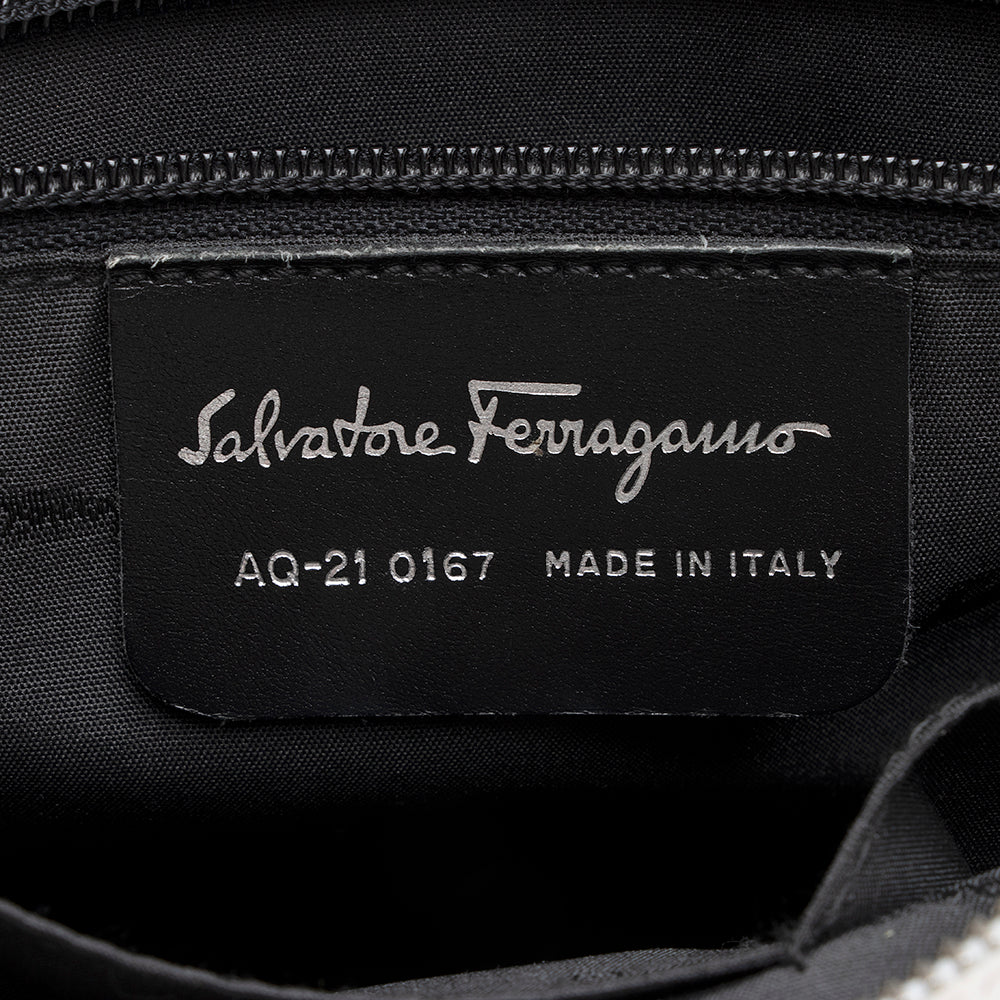 Salvatore Ferragamo
AQ-21 0167 MADE IN ITALY